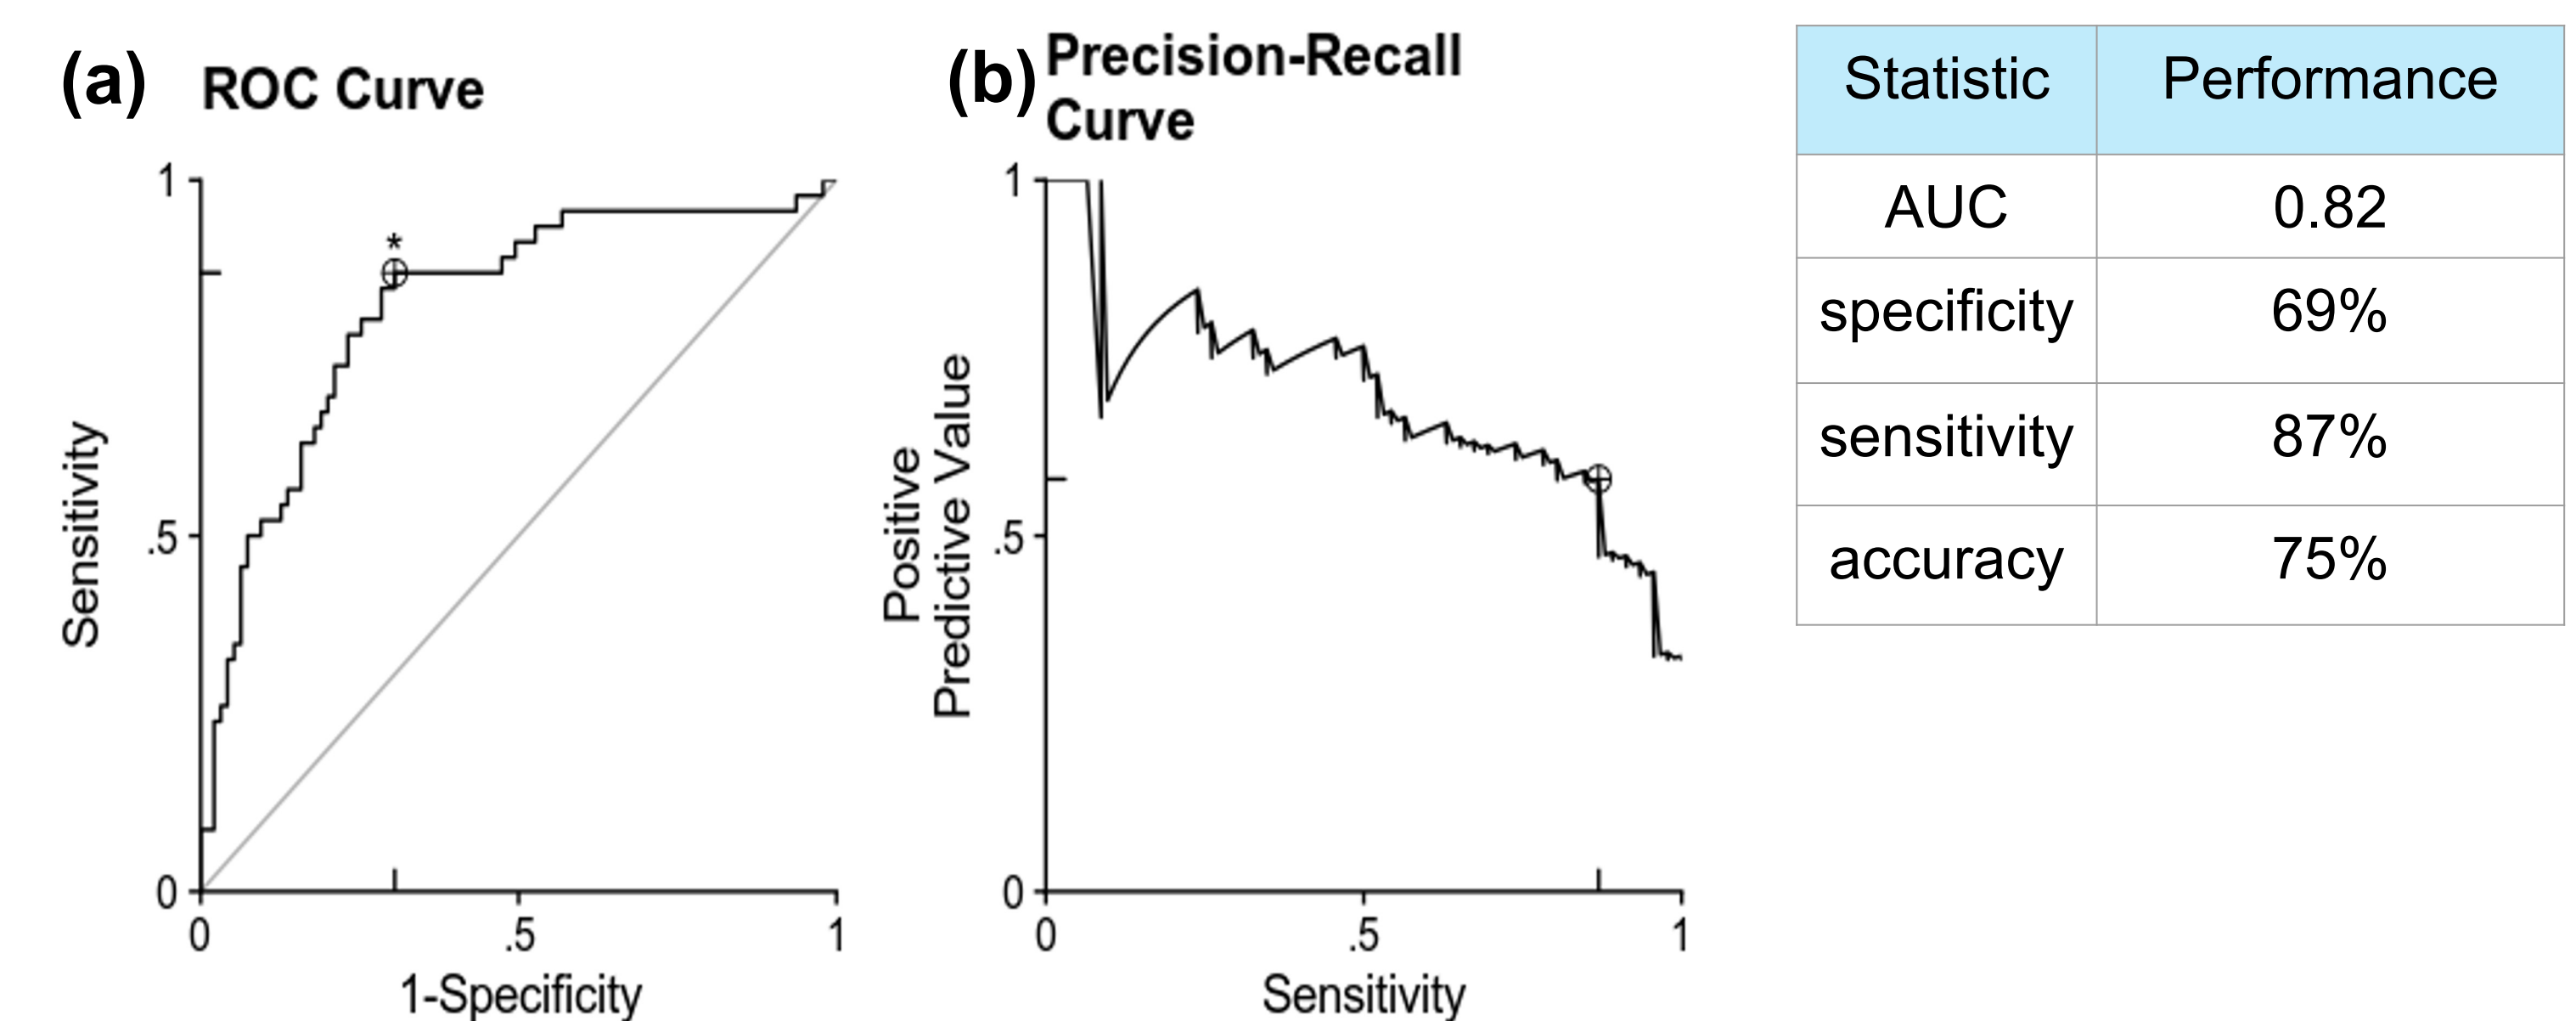 (a) ROC Curve
1
*
.5
0
0 .5 1
Sensitivity
1-Specificity
(b) Precision-Recall
Curve
1
.5
0
0 .5 1
Positive
Predictive Value
Sensitivity
Statistic Performance
AUC 0.82
specificity 69%
sensitivity 87%
accuracy 75%